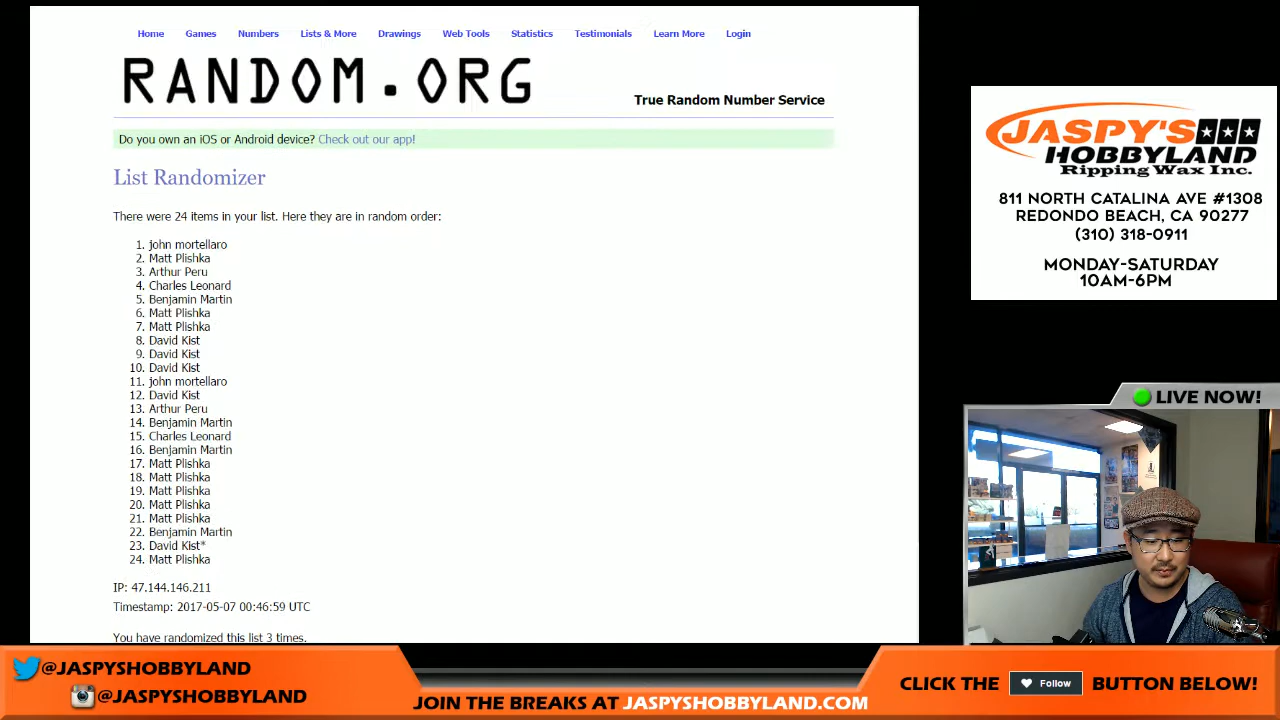 Home Games Numbers Lists & More Drawings Web Tools Statistics Testimonials Learn More Login
RANDOM.ORG
True Random Number Service
Do you own an iOS or Android device? Check out our app!
List Randomizer
There were 24 items in your list. Here they are in random order:
1. john mortellaro
2. Matt Plishka
3. Arthur Peru
4. Charles Leonard
5. Benjamin Martin
6. Matt Plishka
7. Matt Plishka
8. David Kist
9. David Kist
10. David Kist
11. john mortellaro
12. David Kist
13. Arthur Peru
14. Benjamin Martin
15. Charles Leonard
16. Benjamin Martin
17. Matt Plishka
18. Matt Plishka
19. Matt Plishka
20. Matt Plishka
21. Matt Plishka
22. Benjamin Martin
23. David Kist*
24. Matt Plishka
IP: 47.144.146.211
Timestamp: 2017-05-07 00:46:59 UTC
You have randomized this list 3 times.
JASPY'S
HOBBYLAND
Ripping Wax Inc.
811 NORTH CATALINA AVE #1308
REDONDO BEACH, CA 90277
(310) 318-0911
MONDAY-SATURDAY
10AM-6PM
LIVE NOW!
@JASPYSHOBBYLAND
@JASPYSHOBBYLAND
JOIN THE BREAKS AT JASPYSHOBBYLAND.COM
CLICK THE Follow BUTTON BELOW!